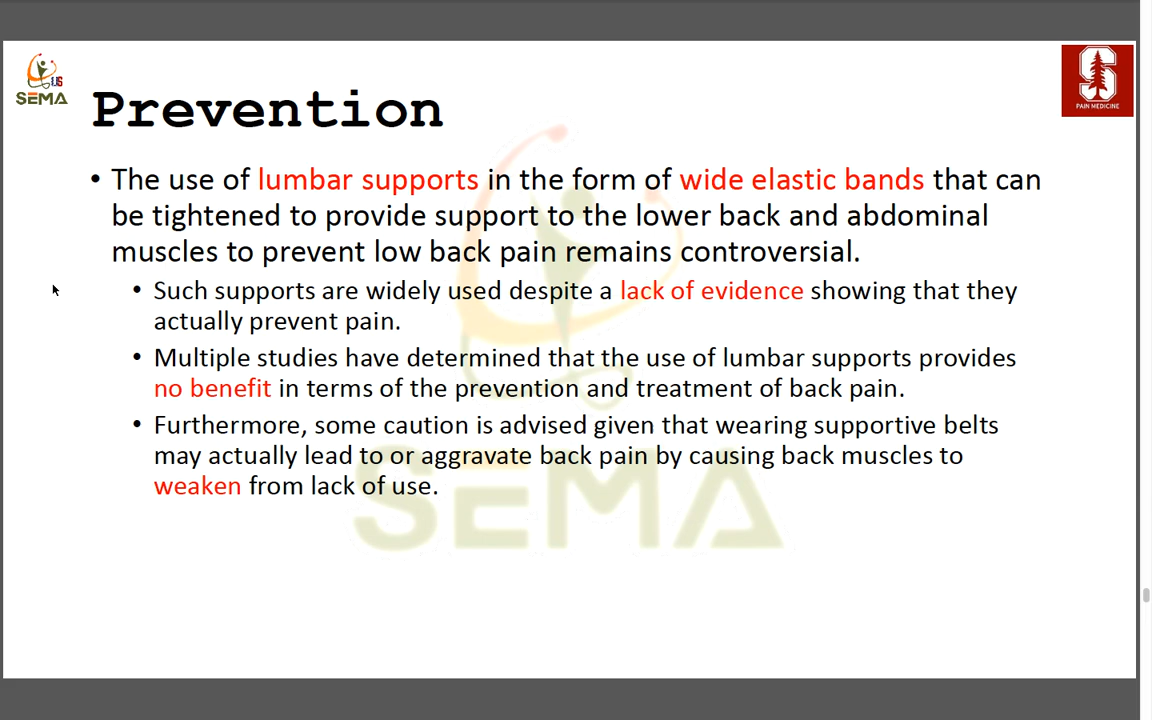 US
SEMA
PAIN MEDICINE
Prevention
• The use of lumbar supports in the form of wide elastic bands that can
be tightened to provide support to the lower back and abdominal
muscles to prevent low back pain remains controversial.
• Such supports are widely used despite a lack of evidence showing that they
actually prevent pain.
• Multiple studies have determined that the use of lumbar supports provides
no benefit in terms of the prevention and treatment of back pain.
• Furthermore, some caution is advised given that wearing supportive belts
may actually lead to or aggravate back pain by causing back muscles to
weaken from lack of use.
SEMA